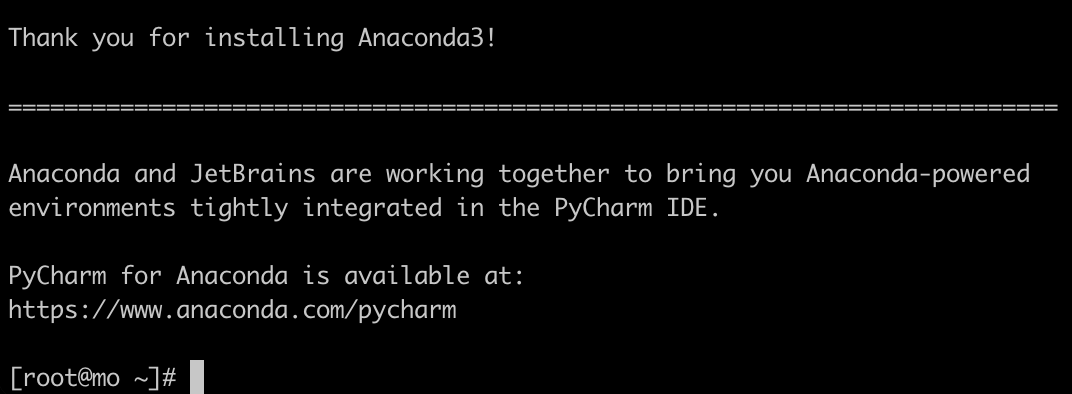 Thank you for installing Anaconda3!
===========================================================================
Anaconda and JetBrains are working together to bring you Anaconda-powered
environments tightly integrated in the PyCharm IDE.
PyCharm for Anaconda is available at:
https://www.anaconda.com/pycharm
[root@mo ~]#